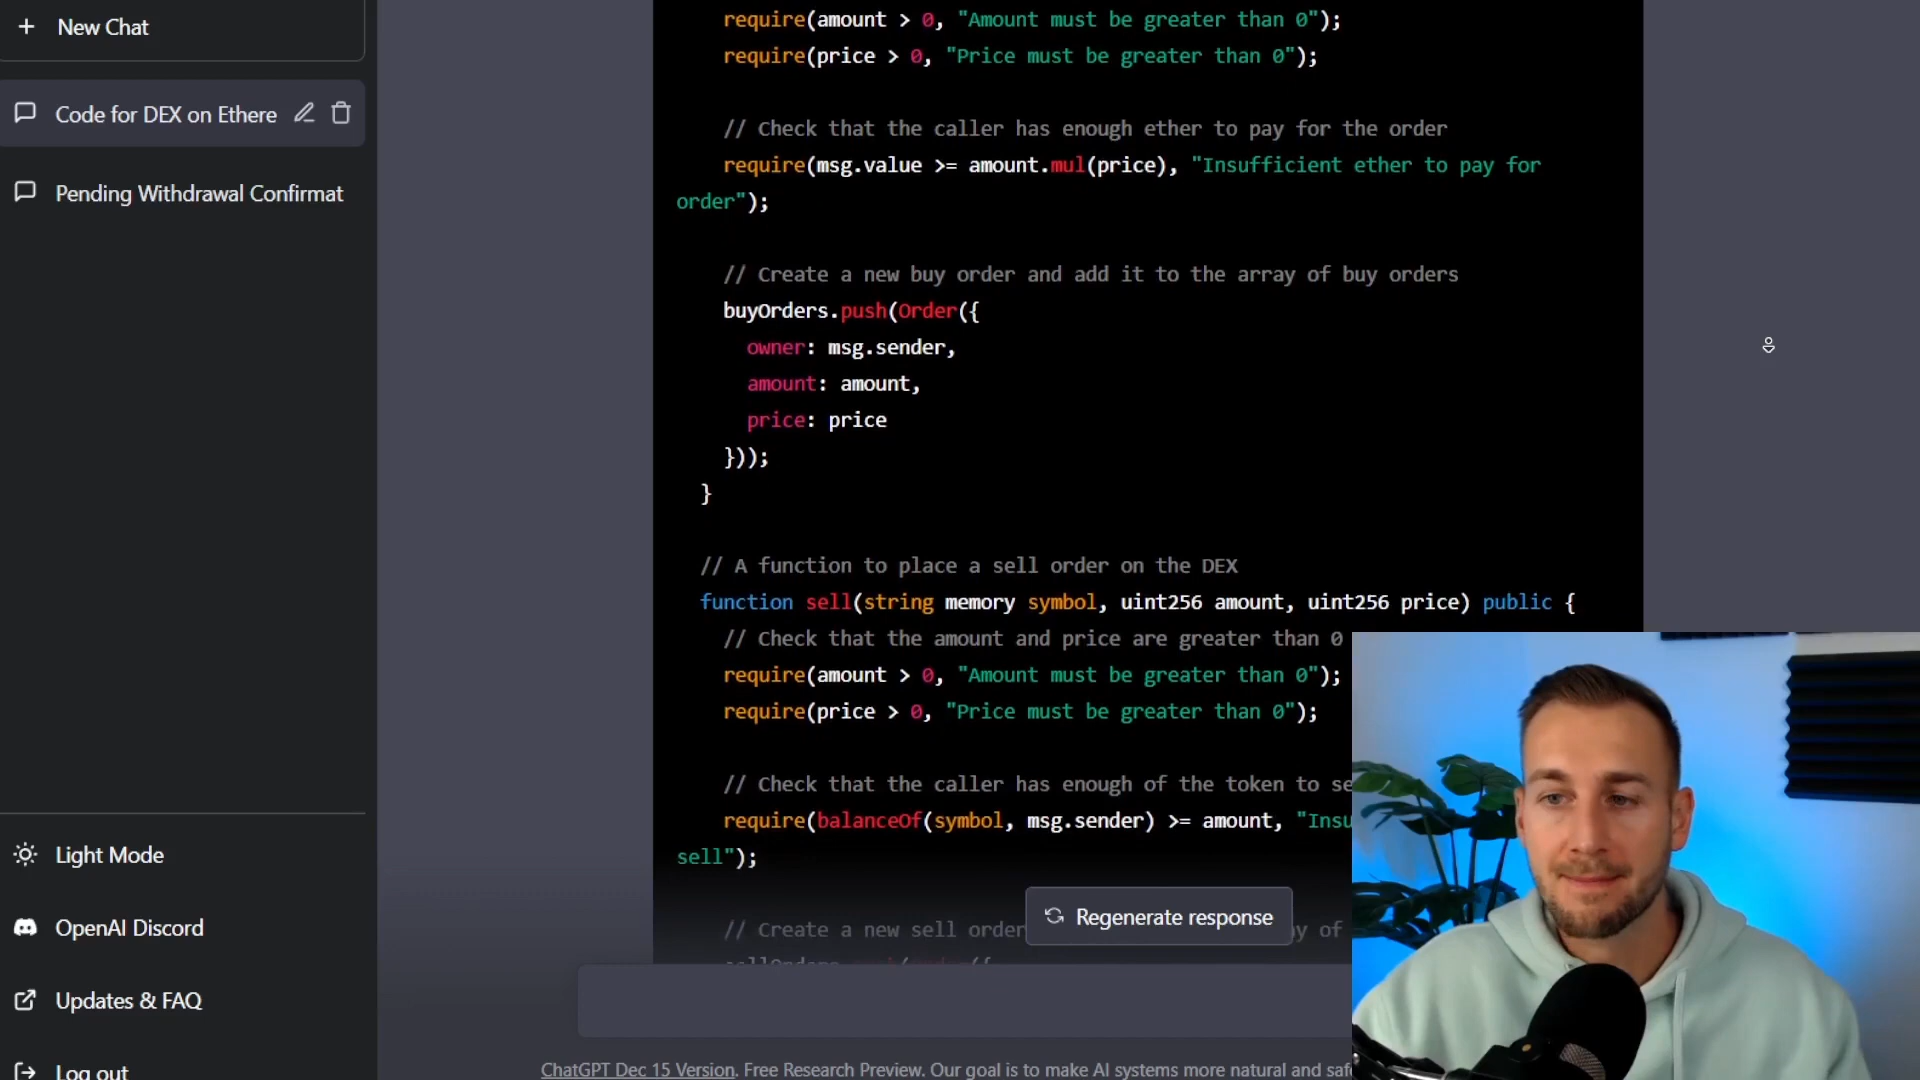 New Chat
Code for DEX on Ethere
Pending Withdrawal Confirmat
Light Mode
OpenAI Discord
Updates & FAQ
Log out
require(amount > 0, "Amount must be greater than 0");
require(price > 0, "Price must be greater than 0");
// Check that the caller has enough ether to pay for the order
require(msg.value >= amount.mul(price), "Insufficient ether to pay for
order");
// Create a new buy order and add it to the array of buy orders
buyOrders.push(Order({
owner: msg.sender,
amount: amount,
price: price
}));
}
// A function to place a sell order on the DEX
function sell(string memory symbol, uint256 amount, uint256 price) public {
// Check that the amount and price are greater than 0
require(amount > 0, "Amount must be greater than 0");
require(price > 0, "Price must be greater than 0");
// Check that the caller has enough of the token to se
require(balanceOf(symbol, msg.sender) >= amount, "Insu
sell");
// Create a new sell order
y of
Regenerate response
ChatGPT Dec 15 Version. Free Research Preview. Our goal is to make AI systems more natural and saf